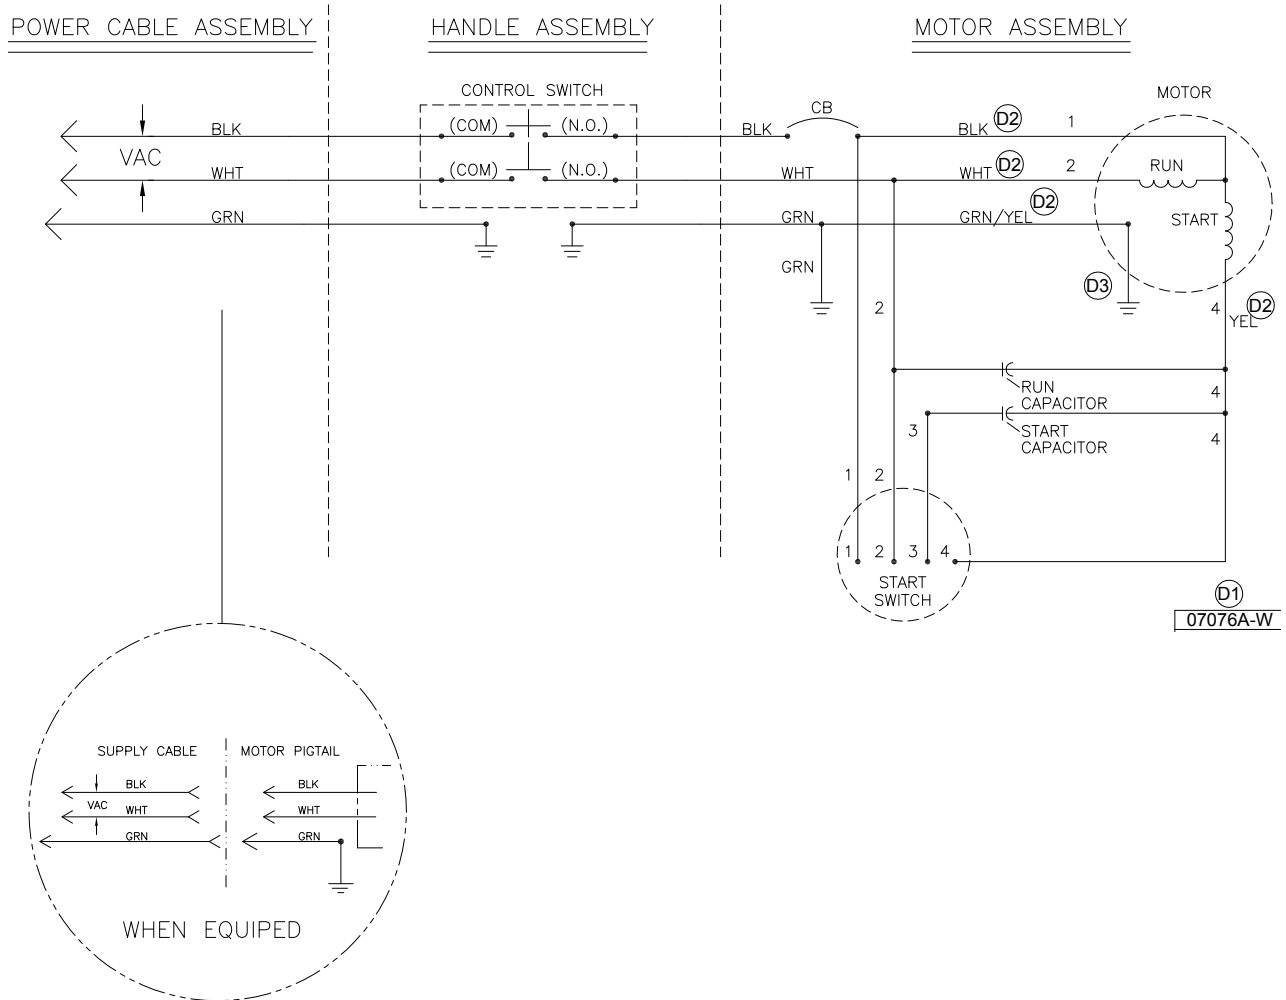 POWER CABLE ASSEMBLY
HANDLE ASSEMBLY
MOTOR ASSEMBLY
CONTROL SWITCH
MOTOR
CB
BLK
(COM)
(N.O.)
BLK
BLK
D2
1
VAC
WHT
(COM)
(N.O.)
WHT
WHT
D2
2
RUN
GRN
GRN
GRN/YEL
D2
START
GRN
D3
2
4
YEL
D2
RUN
CAPACITOR
4
3
START
CAPACITOR
4
1
2
1
2
3
4
START
SWITCH
D1
07076A-W
SUPPLY CABLE
MOTOR PIGTAIL
BLK
BLK
VAC
WHT
WHT
GRN
GRN
WHEN EQUIPED